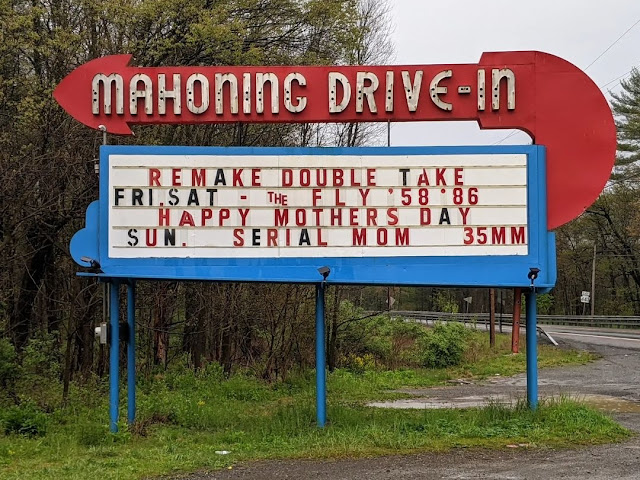 MAHONING DRIVE-IN
REMAKE DOUBLE TAKE
FRI.SAT - THE FLY '58 '86
HAPPY MOTHERS DAY
SUN. SERIAL MOM 35MM